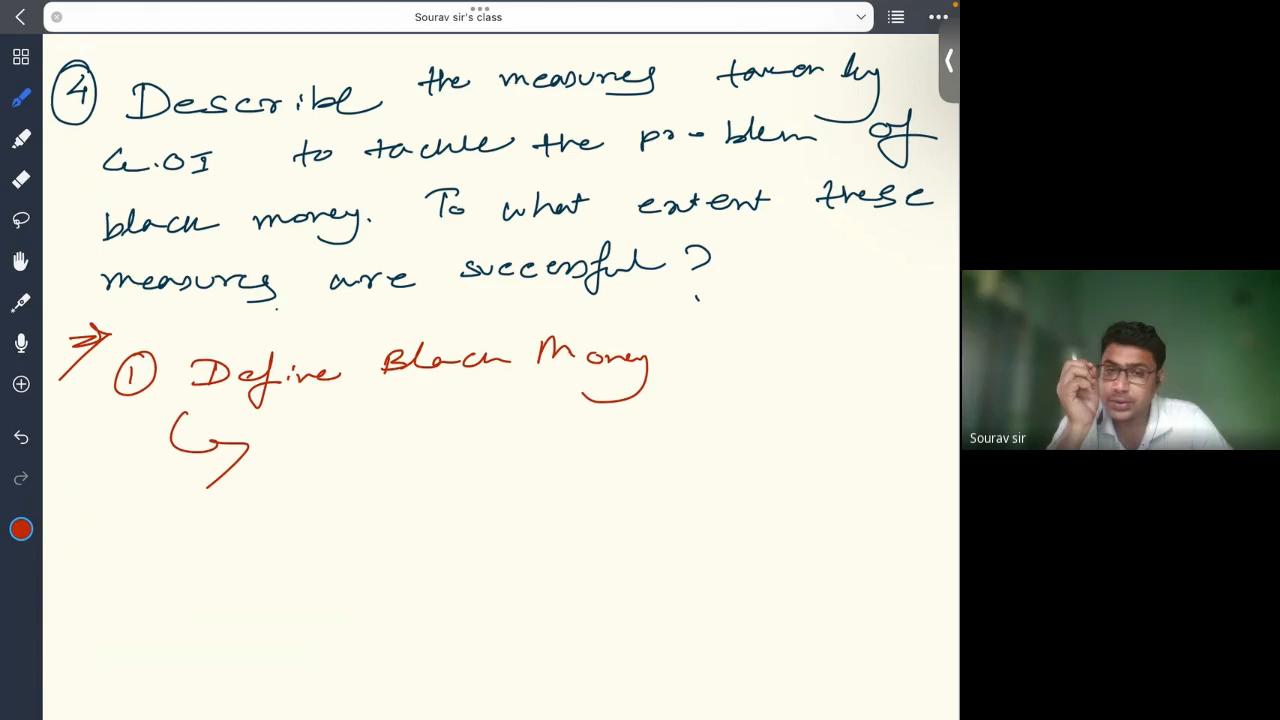 Sourav sir's class
④ Describe the measures taken by
G.OI to tackle the problem of
black money. To what extent these
measures are successful?
① Define Black Money
Sourav sir